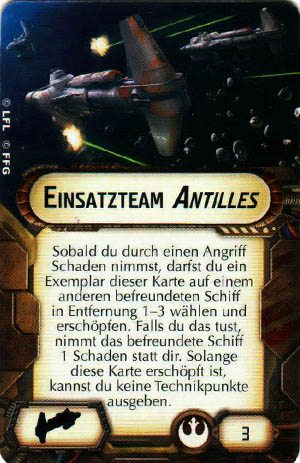 © LFL © FFG
EINSATZTEAM ANTILLES
Sobald du durch einen Angriff
Schaden nimmst, darfst du ein
Exemplar dieser Karte auf einem
anderen befreundeten Schiff
in Entfernung 1–3 wählen und
erschöpfen. Falls du das tust,
nimmt das befreundete Schiff
1 Schaden statt dir. Solange
diese Karte erschöpft ist,
kannst du keine Technikpunkte
ausgeben.
3